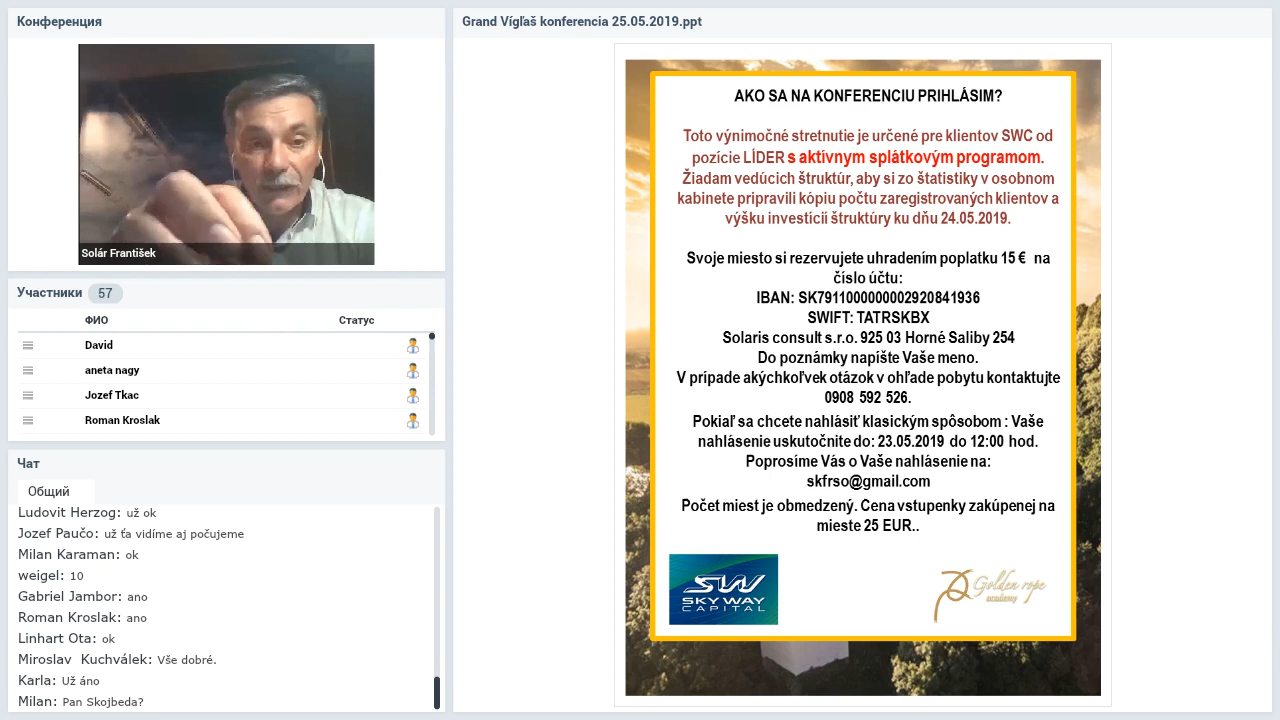 Конференция
Solár František
Участники 57
ФИО Статус
David
aneta nagy
Jozef Tkac
Roman Kroslak
Чат
Общий
Ludovit Herzog: už ok
Jozef Paučo: už ťa vidíme aj počujeme
Milan Karaman: ok
weigel: 10
Gabriel Jambor: ano
Roman Kroslak: ano
Linhart Ota: ok
Miroslav Kuchválek: Vše dobré.
Karla: Už áno
Milan: Pan Skojbeda?
Grand Vígľaš konferencia 25.05.2019.ppt
AKO SA NA KONFERENCIU PRIHLÁSIM?
Toto výnimočné stretnutie je určené pre klientov SWC od
pozície LÍDER s aktívnym splátkovým programom.
Žiadam vedúcich štruktúr, aby si zo štatistiky v osobnom
kabinete pripravili kópiu počtu zaregistrovaných klientov a
výšku investícií štruktúry ku dňu 24.05.2019.
Svoje miesto si rezervujete uhradením poplatku 15 € na
číslo účtu:
IBAN: SK7911000000002920841936
SWIFT: TATRSKBX
Solaris consult s.r.o. 925 03 Horné Saliby 254
Do poznámky napíšte Vaše meno.
V prípade akýchkoľvek otázok v ohľade pobytu kontaktujte
0908 592 526.
Pokiaľ sa chcete nahlásiť klasickým spôsobom : Vaše
nahlásenie uskutočnite do: 23.05.2019 do 12:00 hod.
Poprosíme Vás o Vaše nahlásenie na:
skfrso@gmail.com
Počet miest je obmedzený. Cena vstupenky zakúpenej na
mieste 25 EUR..
SW
SKY WAY
CAPITAL
Golden rope
academy